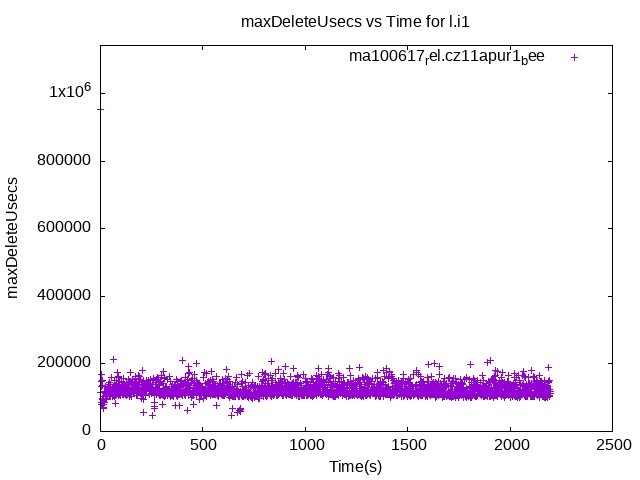 maxDeleteUsecs vs Time for l.i1
ma100617rel.cz11apur1bee
1x10^6
800000
600000
400000
200000
0
maxDeleteUsecs
0 500 1000 1500 2000 2500
Time(s)